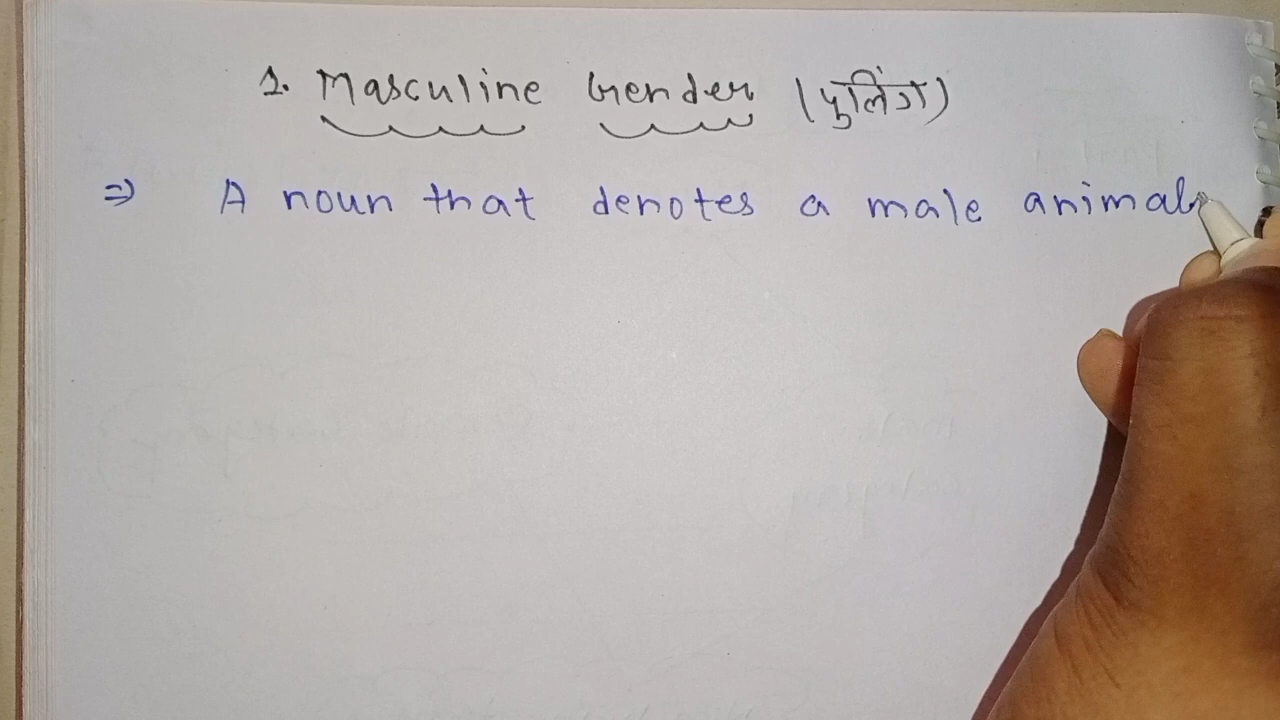 1. Masculine Gender (पुलिंग)
⇒ A noun that denotes a male animal